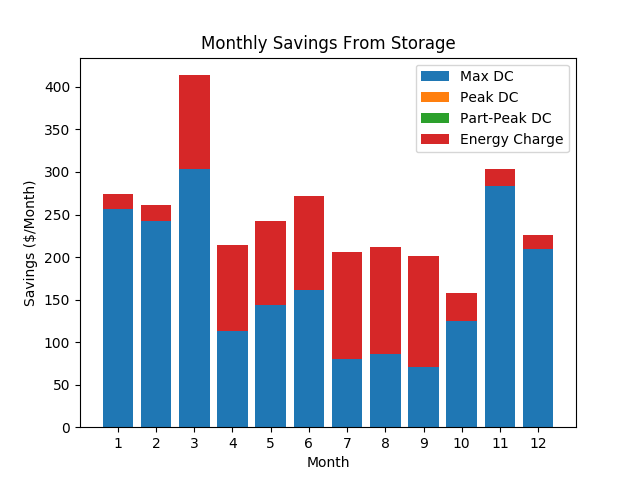 Monthly Savings From Storage
Max DC
Peak DC
Part-Peak DC
Energy Charge
Savings ($/Month)
400
350
300
250
200
150
100
50
0
1 2 3 4 5 6 7 8 9 10 11 12
Month